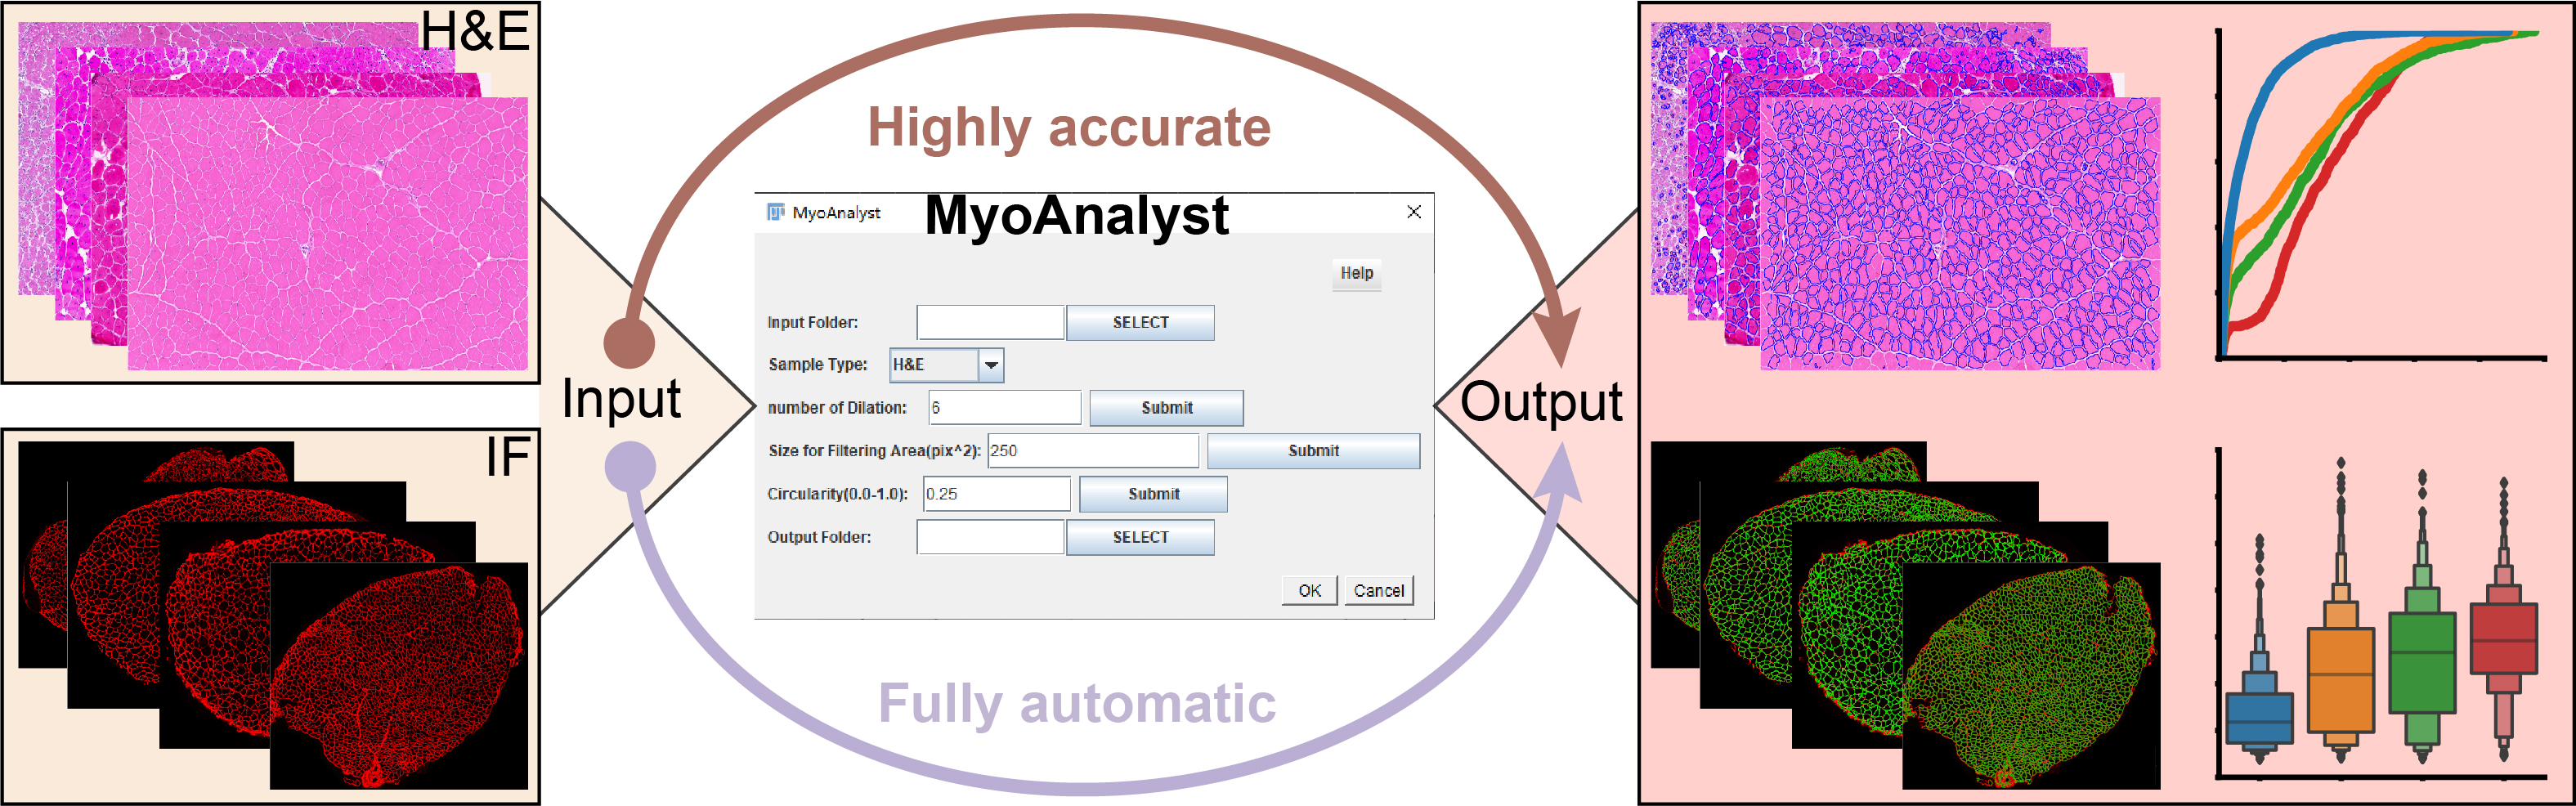 H&E
IF
Input
Highly accurate
MyoAnalyst
MyoAnalyst
Help
Input Folder: SELECT
Sample Type: H&E
number of Dilation: 6 Submit
Size for Filtering Area(pix^2): 250 Submit
Circularity(0.0-1.0): 0.25 Submit
Output Folder: SELECT
OK Cancel
Fully automatic
Output